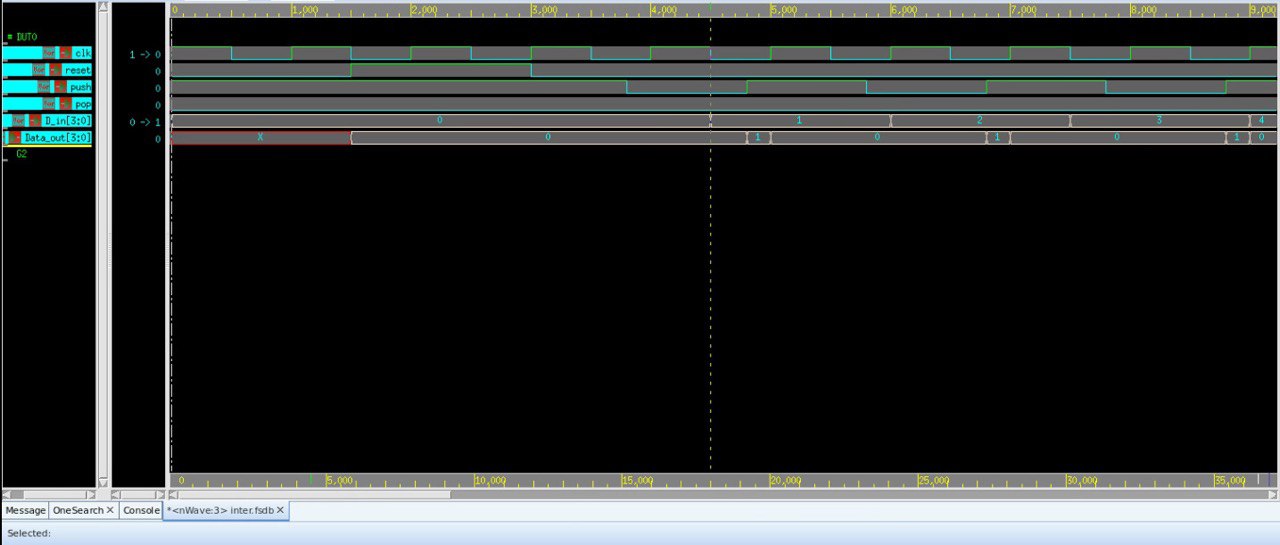 0 1,000 2,000 3,000 4,000 5,000 6,000 7,000 8,000 9,000
DUT0
clk 1 -> 0
reset 0
push 0
pop 0
D_in[3:0] 0 -> 1 0 1 2 3 4
Data_out[3:0] 0 X 0 1 0 1 0 1 0
G2
0 5,000 10,000 15,000 20,000 25,000 30,000 35,000
Message OneSearch Console *<nWave:3> inter.fsdb
Selected: